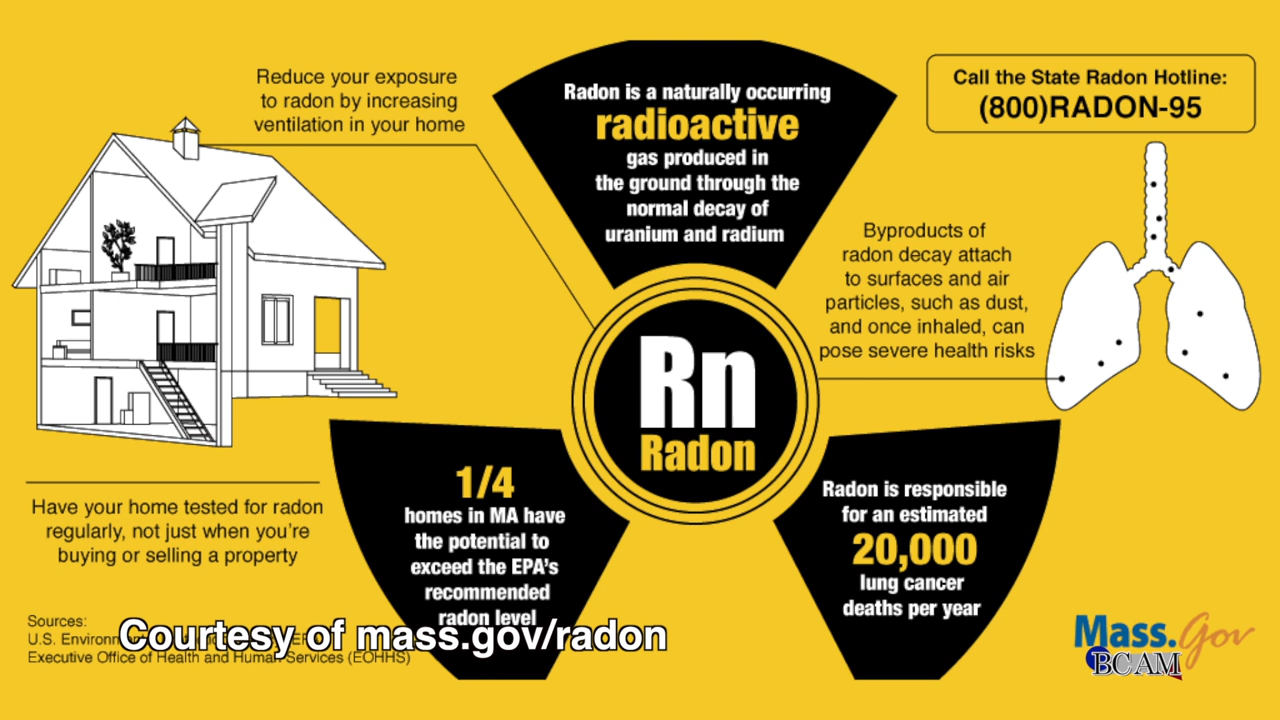 Reduce your exposure
to radon by increasing
ventilation in your home
Radon is a naturally occurring
radioactive
gas produced in
the ground through the
normal decay of
uranium and radium
Call the State Radon Hotline:
(800)RADON-95
Byproducts of
radon decay attach
to surfaces and air
particles, such as dust,
and once inhaled, can
pose severe health risks
Rn
Radon
Have your home tested for radon
regularly, not just when you're
buying or selling a property
1/4
homes in MA have
the potential to
exceed the EPA's
recommended
radon level
Radon is responsible
for an estimated
20,000
lung cancer
deaths per year
Sources:
U.S.
Executive Office of Health and Human Services (EOHHS)
Courtesy of mass.gov/radon
Mass.Gov
BCAM